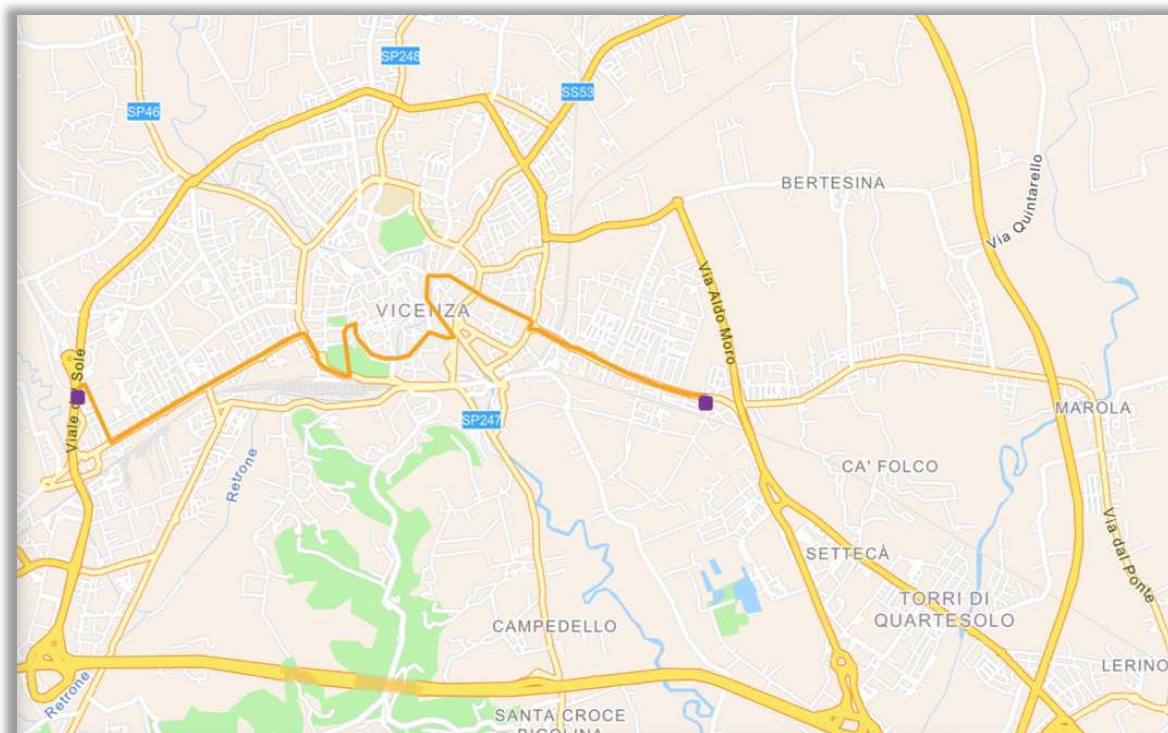 SP248
SS53
SP46
BERTESINA
Via Quintarello
Via Aldo Moro
VICENZA
Viale del Sole
MAROLA
SP247
CA' FOLCO
Retrone
Via dal Ponte
SETTECÀ
TORRI DI
QUARTESOLO
CAMPEDELLO
LERINO
Retrone
SANTA CROCE
BIGOLINA